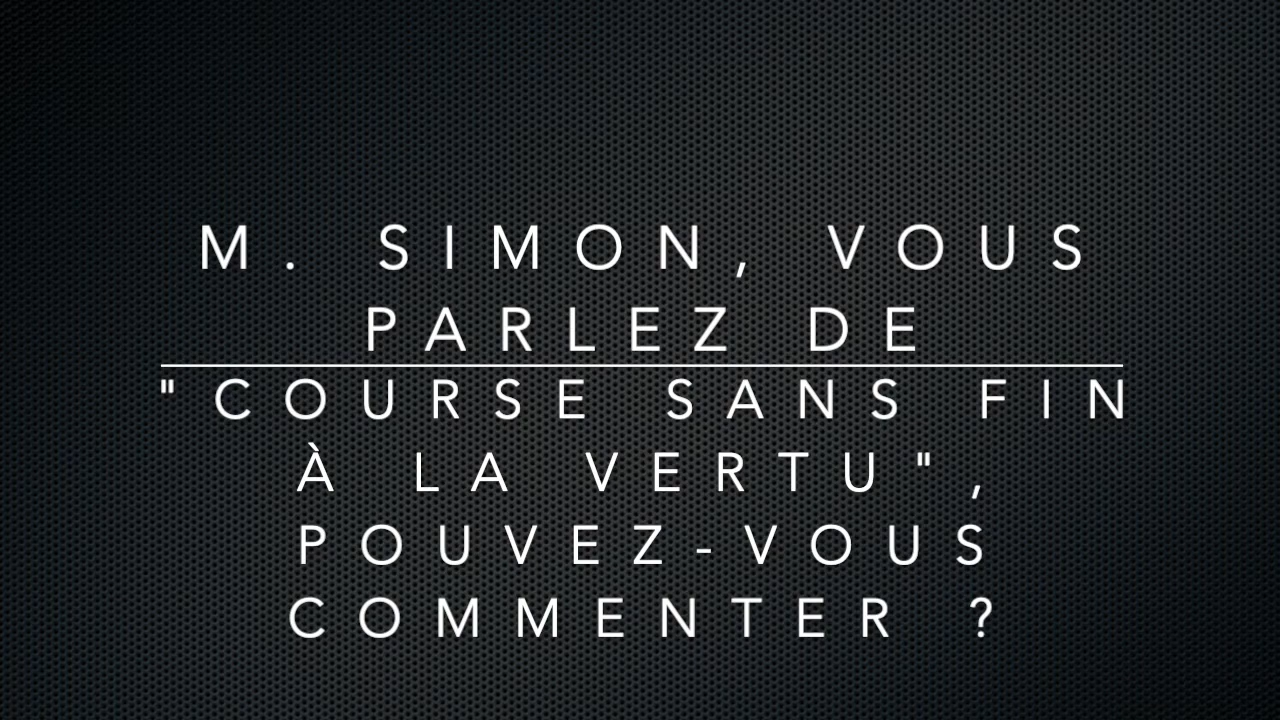 M. SIMON, VOUS
PARLEZ DE
"COURSE SANS FIN
À LA VERTU",
POUVEZ-VOUS
COMMENTER ?